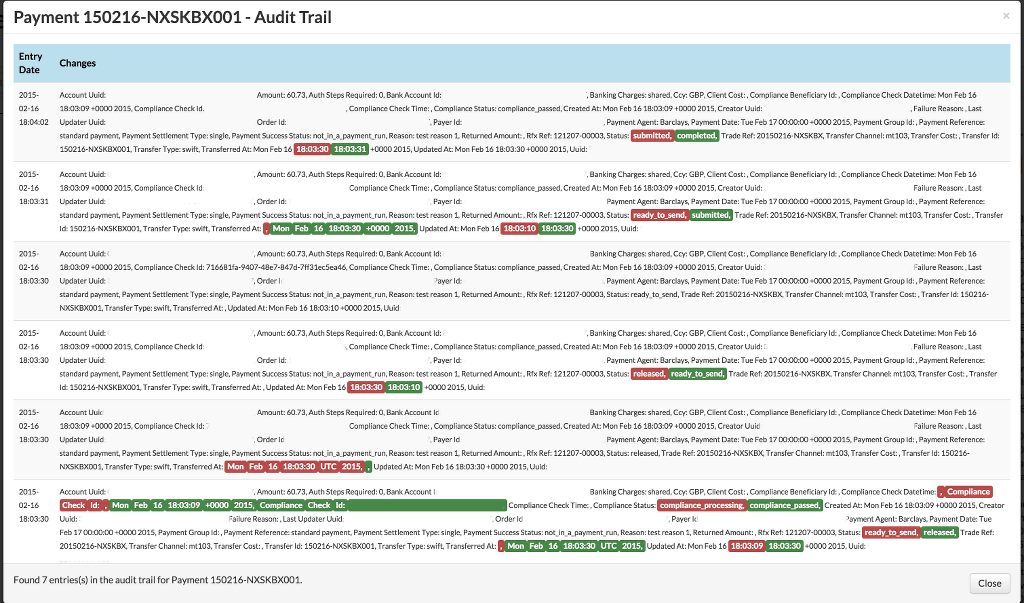 Payment 150216-NXSKBX001 - Audit Trail
×
Entry Date
Changes
2015-02-16 18:04:02
Account Uuid: Amount: 60.73, Auth Steps Required: 0, Bank Account Id: , Banking Charges: shared, Ccy: GBP, Client Cost: , Compliance Beneficiary Id: , Compliance Check Datetime: Mon Feb 16
18:03:09 +0000 2015, Compliance Check Id. , Compliance Check Time: , Compliance Status: compliance_passed, Created At: Mon Feb 16 18:03:09 +0000 2015, Creator Uuid: , Failure Reason: , Last
Updater Uuid: Order Id: , Payer Id: Payment Agent: Barclays, Payment Date: Tue Feb 17 00:00:00 +0000 2015, Payment Group Id: , Payment Reference:
standard payment, Payment Settlement Type: single, Payment Success Status: not_in_a_payment_run, Reason: test reason 1, Returned Amount: , Rfx Ref: 121207-00003, Status: submitted, completed, Trade Ref: 20150216-NXSKBX, Transfer Channel: mt103, Transfer Cost: , Transfer Id:
150216-NXSKBX001, Transfer Type: swift, Transferred At: Mon Feb 16 18:03:30 18:03:31 +0000 2015, Updated At: Mon Feb 16 18:03:30 +0000 2015, Uuid:
2015-02-16 18:03:31
Account Uuid: , Amount: 60.73, Auth Steps Required: 0, Bank Account Id: , Banking Charges: shared, Ccy: GBP, Client Cost: , Compliance Beneficiary Id: , Compliance Check Datetime: Mon Feb 16
18:03:09 +0000 2015, Compliance Check Id: Compliance Check Time: , Compliance Status: compliance_passed, Created At: Mon Feb 16 18:03:09 +0000 2015, Creator Uuid: Failure Reason: , Last
Updater Uuid: , Order Id: , Payer Id: Payment Agent: Barclays, Payment Date: Tue Feb 17 00:00:00 +0000 2015, Payment Group Id: , Payment Reference:
standard payment, Payment Settlement Type: single, Payment Success Status: not_in_a_payment_run, Reason: test reason 1, Returned Amount: , Rfx Ref: 121207-00003, Status: ready_to_send, submitted, Trade Ref: 20150216-NXSKBX, Transfer Channel: mt103, Transfer Cost: , Transfer
Id: 150216-NXSKBX001, Transfer Type: swift, Transferred At: , Mon Feb 16 18:03:30 +0000 2015, Updated At: Mon Feb 16 18:03:10 18:03:30 +0000 2015, Uuid:
2015-02-16 18:03:30
Account Uuid: , Amount: 60.73, Auth Steps Required: 0, Bank Account Id: Banking Charges: shared, Ccy: GBP, Client Cost: , Compliance Beneficiary Id: , Compliance Check Datetime: Mon Feb 16
18:03:09 +0000 2015, Compliance Check Id: 716681fa-9407-48e7-847d-7ff31ec5ea46, Compliance Check Time: , Compliance Status: compliance_passed, Created At: Mon Feb 16 18:03:09 +0000 2015, Creator Uuid: Failure Reason: , Last
Updater Uuid: , Order Id: Payer Id: Payment Agent: Barclays, Payment Date: Tue Feb 17 00:00:00 +0000 2015, Payment Group Id: , Payment Reference:
standard payment, Payment Settlement Type: single, Payment Success Status: not_in_a_payment_run, Reason: test reason 1, Returned Amount: , Rfx Ref: 121207-00003, Status: ready_to_send, Trade Ref: 20150216-NXSKBX, Transfer Channel: mt103, Transfer Cost: , Transfer Id: 150216-
NXSKBX001, Transfer Type: swift, Transferred At: , Updated At: Mon Feb 16 18:03:10 +0000 2015, Uuid:
2015-02-16 18:03:30
Account Uuid: , Amount: 60.73, Auth Steps Required: 0, Bank Account Id: , Banking Charges: shared, Ccy: GBP, Client Cost: , Compliance Beneficiary Id: , Compliance Check Datetime: Mon Feb 16
18:03:09 +0000 2015, Compliance Check Id: , Compliance Check Time: , Compliance Status: compliance_passed, Created At: Mon Feb 16 18:03:09 +0000 2015, Creator Uuid: Failure Reason: , Last
Updater Uuid: Order Id: , Payer Id: , Payment Agent: Barclays, Payment Date: Tue Feb 17 00:00:00 +0000 2015, Payment Group Id: , Payment Reference:
standard payment, Payment Settlement Type: single, Payment Success Status: not_in_a_payment_run, Reason: test reason 1, Returned Amount: , Rfx Ref: 121207-00003, Status: released, ready_to_send, Trade Ref: 20150216-NXSKBX, Transfer Channel: mt103, Transfer Cost: , Transfer
Id: 150216-NXSKBX001, Transfer Type: swift, Transferred At: , Updated At: Mon Feb 16 18:03:30 18:03:10 +0000 2015, Uuid:
2015-02-16 18:03:30
Account Uuid: Amount: 60.73, Auth Steps Required: 0, Bank Account Id Banking Charges: shared, Ccy: GBP, Client Cost: , Compliance Beneficiary Id: , Compliance Check Datetime: Mon Feb 16
18:03:09 +0000 2015, Compliance Check Id: Compliance Check Time: , Compliance Status: compliance_passed, Created At: Mon Feb 16 18:03:09 +0000 2015, Creator Uuid: Failure Reason: , Last
Updater Uuid: , Order Id , Payer Id: Payment Agent: Barclays, Payment Date: Tue Feb 17 00:00:00 +0000 2015, Payment Group Id: , Payment Reference:
standard payment, Payment Settlement Type: single, Payment Success Status: not_in_a_payment_run, Reason: test reason 1, Returned Amount: , Rfx Ref: 121207-00003, Status: released, Trade Ref: 20150216-NXSKBX, Transfer Channel: mt103, Transfer Cost: , Transfer Id: 150216-
NXSKBX001, Transfer Type: swift, Transferred At: Mon Feb 16 18:03:30 UTC 2015, , Updated At: Mon Feb 16 18:03:30 +0000 2015, Uuid:
2015-02-16 18:03:30
Account Uuid: , Amount: 60.73, Auth Steps Required: 0, Bank Account I Banking Charges: shared, Ccy: GBP, Client Cost: , Compliance Beneficiary Id: , Compliance Check Datetime: , Compliance
Check Id: , Mon Feb 16 18:03:09 +0000 2015, Compliance Check Id: Compliance Check Time: , Compliance Status: compliance_processing, compliance_passed, Created At: Mon Feb 16 18:03:09 +0000 2015, Creator
Uuid: Failure Reason: , Last Updater Uuid: , Order Id , Payer Id Payment Agent: Barclays, Payment Date: Tue
Feb 17 00:00:00 +0000 2015, Payment Group Id: , Payment Reference: standard payment, Payment Settlement Type: single, Payment Success Status: not_in_a_payment_run, Reason: test reason 1, Returned Amount: , Rfx Ref: 121207-00003, Status: ready_to_send, released, Trade Ref:
20150216-NXSKBX, Transfer Channel: mt103, Transfer Cost: , Transfer Id: 150216-NXSKBX001, Transfer Type: swift, Transferred At: , Mon Feb 16 18:03:30 UTC 2015, Updated At: Mon Feb 16 18:03:09 18:03:30 +0000 2015, Uuid:
Found 7 entries(s) in the audit trail for Payment 150216-NXSKBX001.
Close